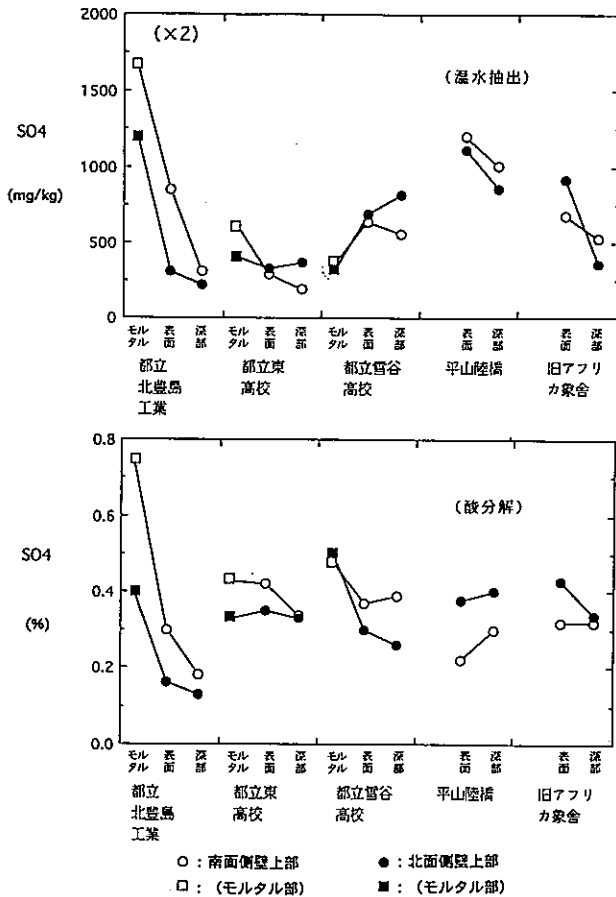 2000
(×2)
(温水抽出)
1500
SO4
1000
(mg/kg)
500
0
モルタル 表面 深部 モルタル 表面 深部 モルタル 表面 深部 表面 深部 表面 深部
都立 都立東 都立雪谷 平山陸橋 旧アフリ
北豊島 高校 高校 カ象舎
工業
0.8
(酸分解)
0.6
SO4
0.4
(%)
0.2
0.0
モルタル 表面 深部 モルタル 表面 深部 モルタル 表面 深部 表面 深部 表面 深部
都立 都立東 都立雪谷 平山陸橋 旧アフリ
北豊島 高校 高校 カ象舎
工業
○ : 南面側壁上部 ● : 北面側壁上部
□ : (モルタル部) ■ : (モルタル部)